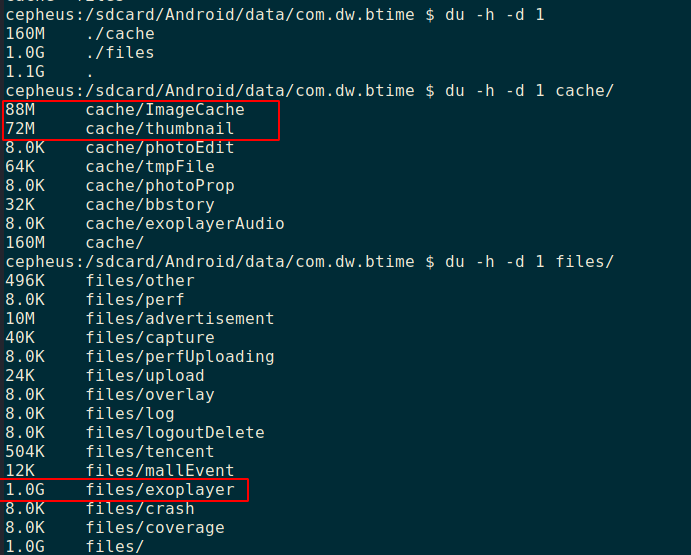 cepheus:/sdcard/Android/data/com.dw.btime $ du -h -d 1
160M    ./cache
1.0G    ./files
1.1G    .
cepheus:/sdcard/Android/data/com.dw.btime $ du -h -d 1 cache/
88M     cache/ImageCache
72M     cache/thumbnail
8.0K    cache/photoEdit
64K     cache/tmpFile
8.0K    cache/photoProp
32K     cache/bbstory
8.0K    cache/exoplayerAudio
160M    cache/
cepheus:/sdcard/Android/data/com.dw.btime $ du -h -d 1 files/
496K    files/other
8.0K    files/perf
10M     files/advertisement
40K     files/capture
8.0K    files/perfUploading
24K     files/upload
8.0K    files/overlay
8.0K    files/log
8.0K    files/logoutDelete
504K    files/tencent
12K     files/mallEvent
1.0G    files/exoplayer
8.0K    files/crash
8.0K    files/coverage
1.0G    files/